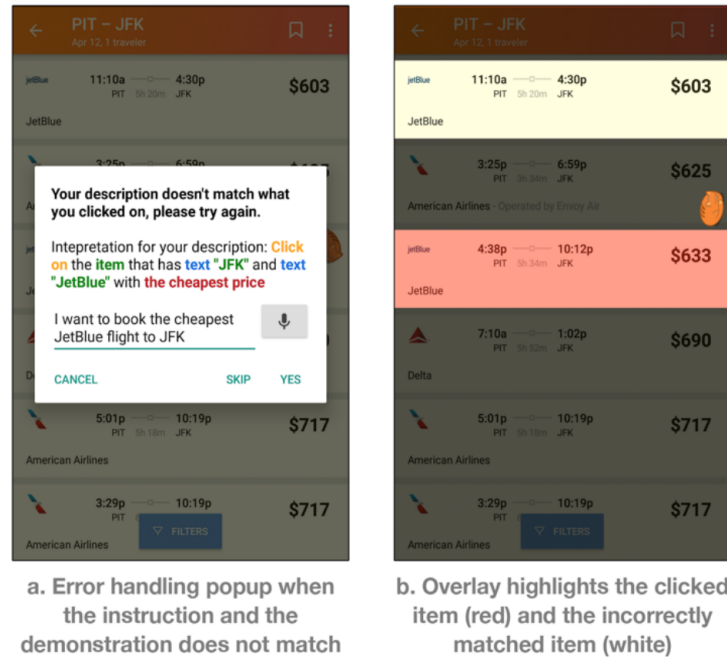 PIT – JFK
Apr 12, 1 traveler
jetBlue 11:10a 4:30p $603
PIT 5h 20m JFK
JetBlue
3:25p 6:59p
Your description doesn't match what
you clicked on, please try again.
Intepretation for your description: Click
on the item that has text "JFK" and text
"JetBlue" with the cheapest price
I want to book the cheapest
JetBlue flight to JFK
CANCEL SKIP YES
5:01p 10:19p $717
PIT 5h 18m JFK
American Airlines
3:29p 10:19p $717
PIT
FILTERS
American Airlines
a. Error handling popup when
the instruction and the
demonstration does not match
PIT – JFK
Apr 12, 1 traveler
jetBlue 11:10a 4:30p $603
PIT 5h 20m JFK
JetBlue
3:25p 6:59p $625
PIT 3h 34m JFK
American Airlines - Operated by Envoy Air
jetBlue 4:38p 10:12p $633
PIT 5h 34m JFK
JetBlue
7:10a 1:02p $690
PIT 5h 52m JFK
Delta
5:01p 10:19p $717
PIT 5h 18m JFK
American Airlines
3:29p 10:19p $717
PIT
FILTERS
American Airlines
b. Overlay highlights the clicked
item (red) and the incorrectly
matched item (white)